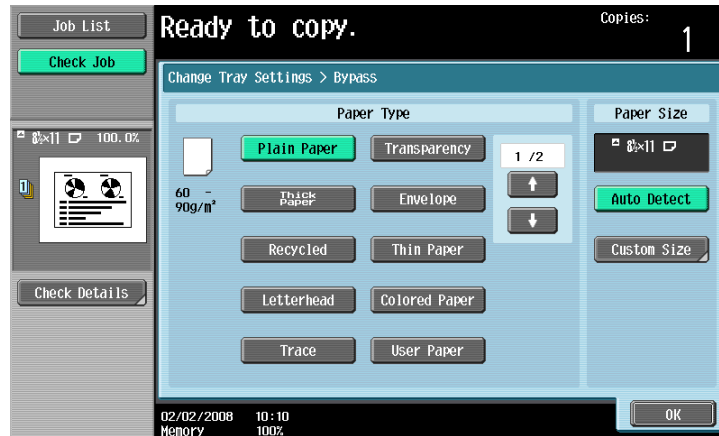 Job List
Check Job
8½×11 100.0%
1
Check Details
Ready to copy.
Copies:
1
Change Tray Settings > Bypass
Paper Type
60 - 90g/m²
Plain Paper
Transparency
Thick Paper
Envelope
Recycled
Thin Paper
Letterhead
Colored Paper
Trace
User Paper
1 /2
Paper Size
8½×11
Auto Detect
Custom Size
02/02/2008 10:10
Memory 100%
OK